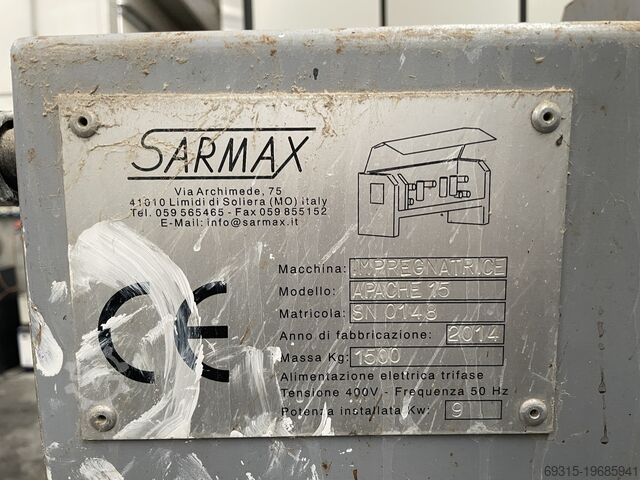 SARMAX
Via Archimede, 75
41010 Limidi di Soliera (MO) Italy
Tel. 059 565465 - Fax 059 855152
E-Mail: info@sarmax.it
CE
Macchina: IMPREGNATRICE
Modello: APACHE 15
Matricola: SN 0148
Anno di fabbricazione: 2014
Massa Kg: 1500
Alimentazione elettrica trifase
Tensione 400V - Frequenza 50 Hz
Potenza installata Kw: 9
69315-19685941